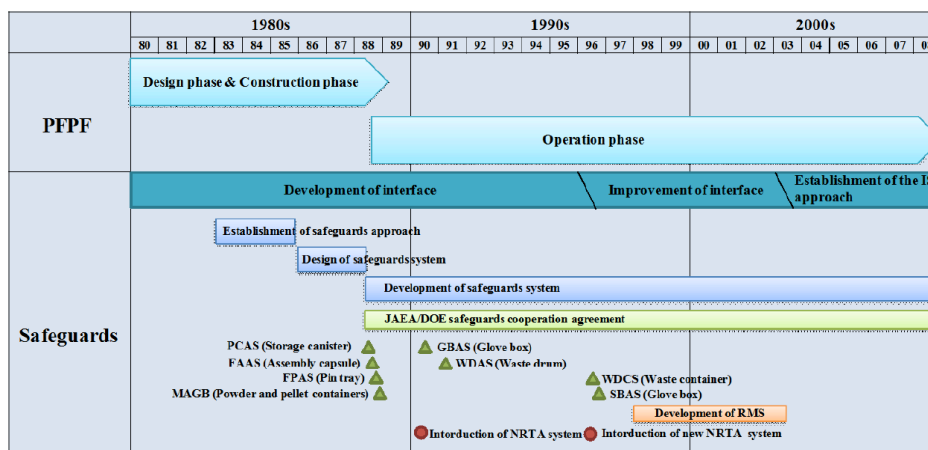 1980s 1990s 2000s
80 81 82 83 84 85 86 87 88 89 90 91 92 93 94 95 96 97 98 99 00 01 02 03 04 05 06 07 08
Design phase & Construction phase
PFPF
Operation phase
Development of interface Improvement of interface Establishment of the IS
approach
Establishment of safeguards approach
Design of safeguards system
Development of safeguards system
Safeguards
JAEA/DOE safeguards cooperation agreement
PCAS (Storage canister) GBAS (Glove box)
FAAS (Assembly capsule) WDAS (Waste drum)
FPAS (Pin tray) WDCS (Waste container)
MAGB (Powder and pellet containers) SBAS (Glove box)
Development of RMS
Intorduction of NRTA system Intorduction of new NRTA system